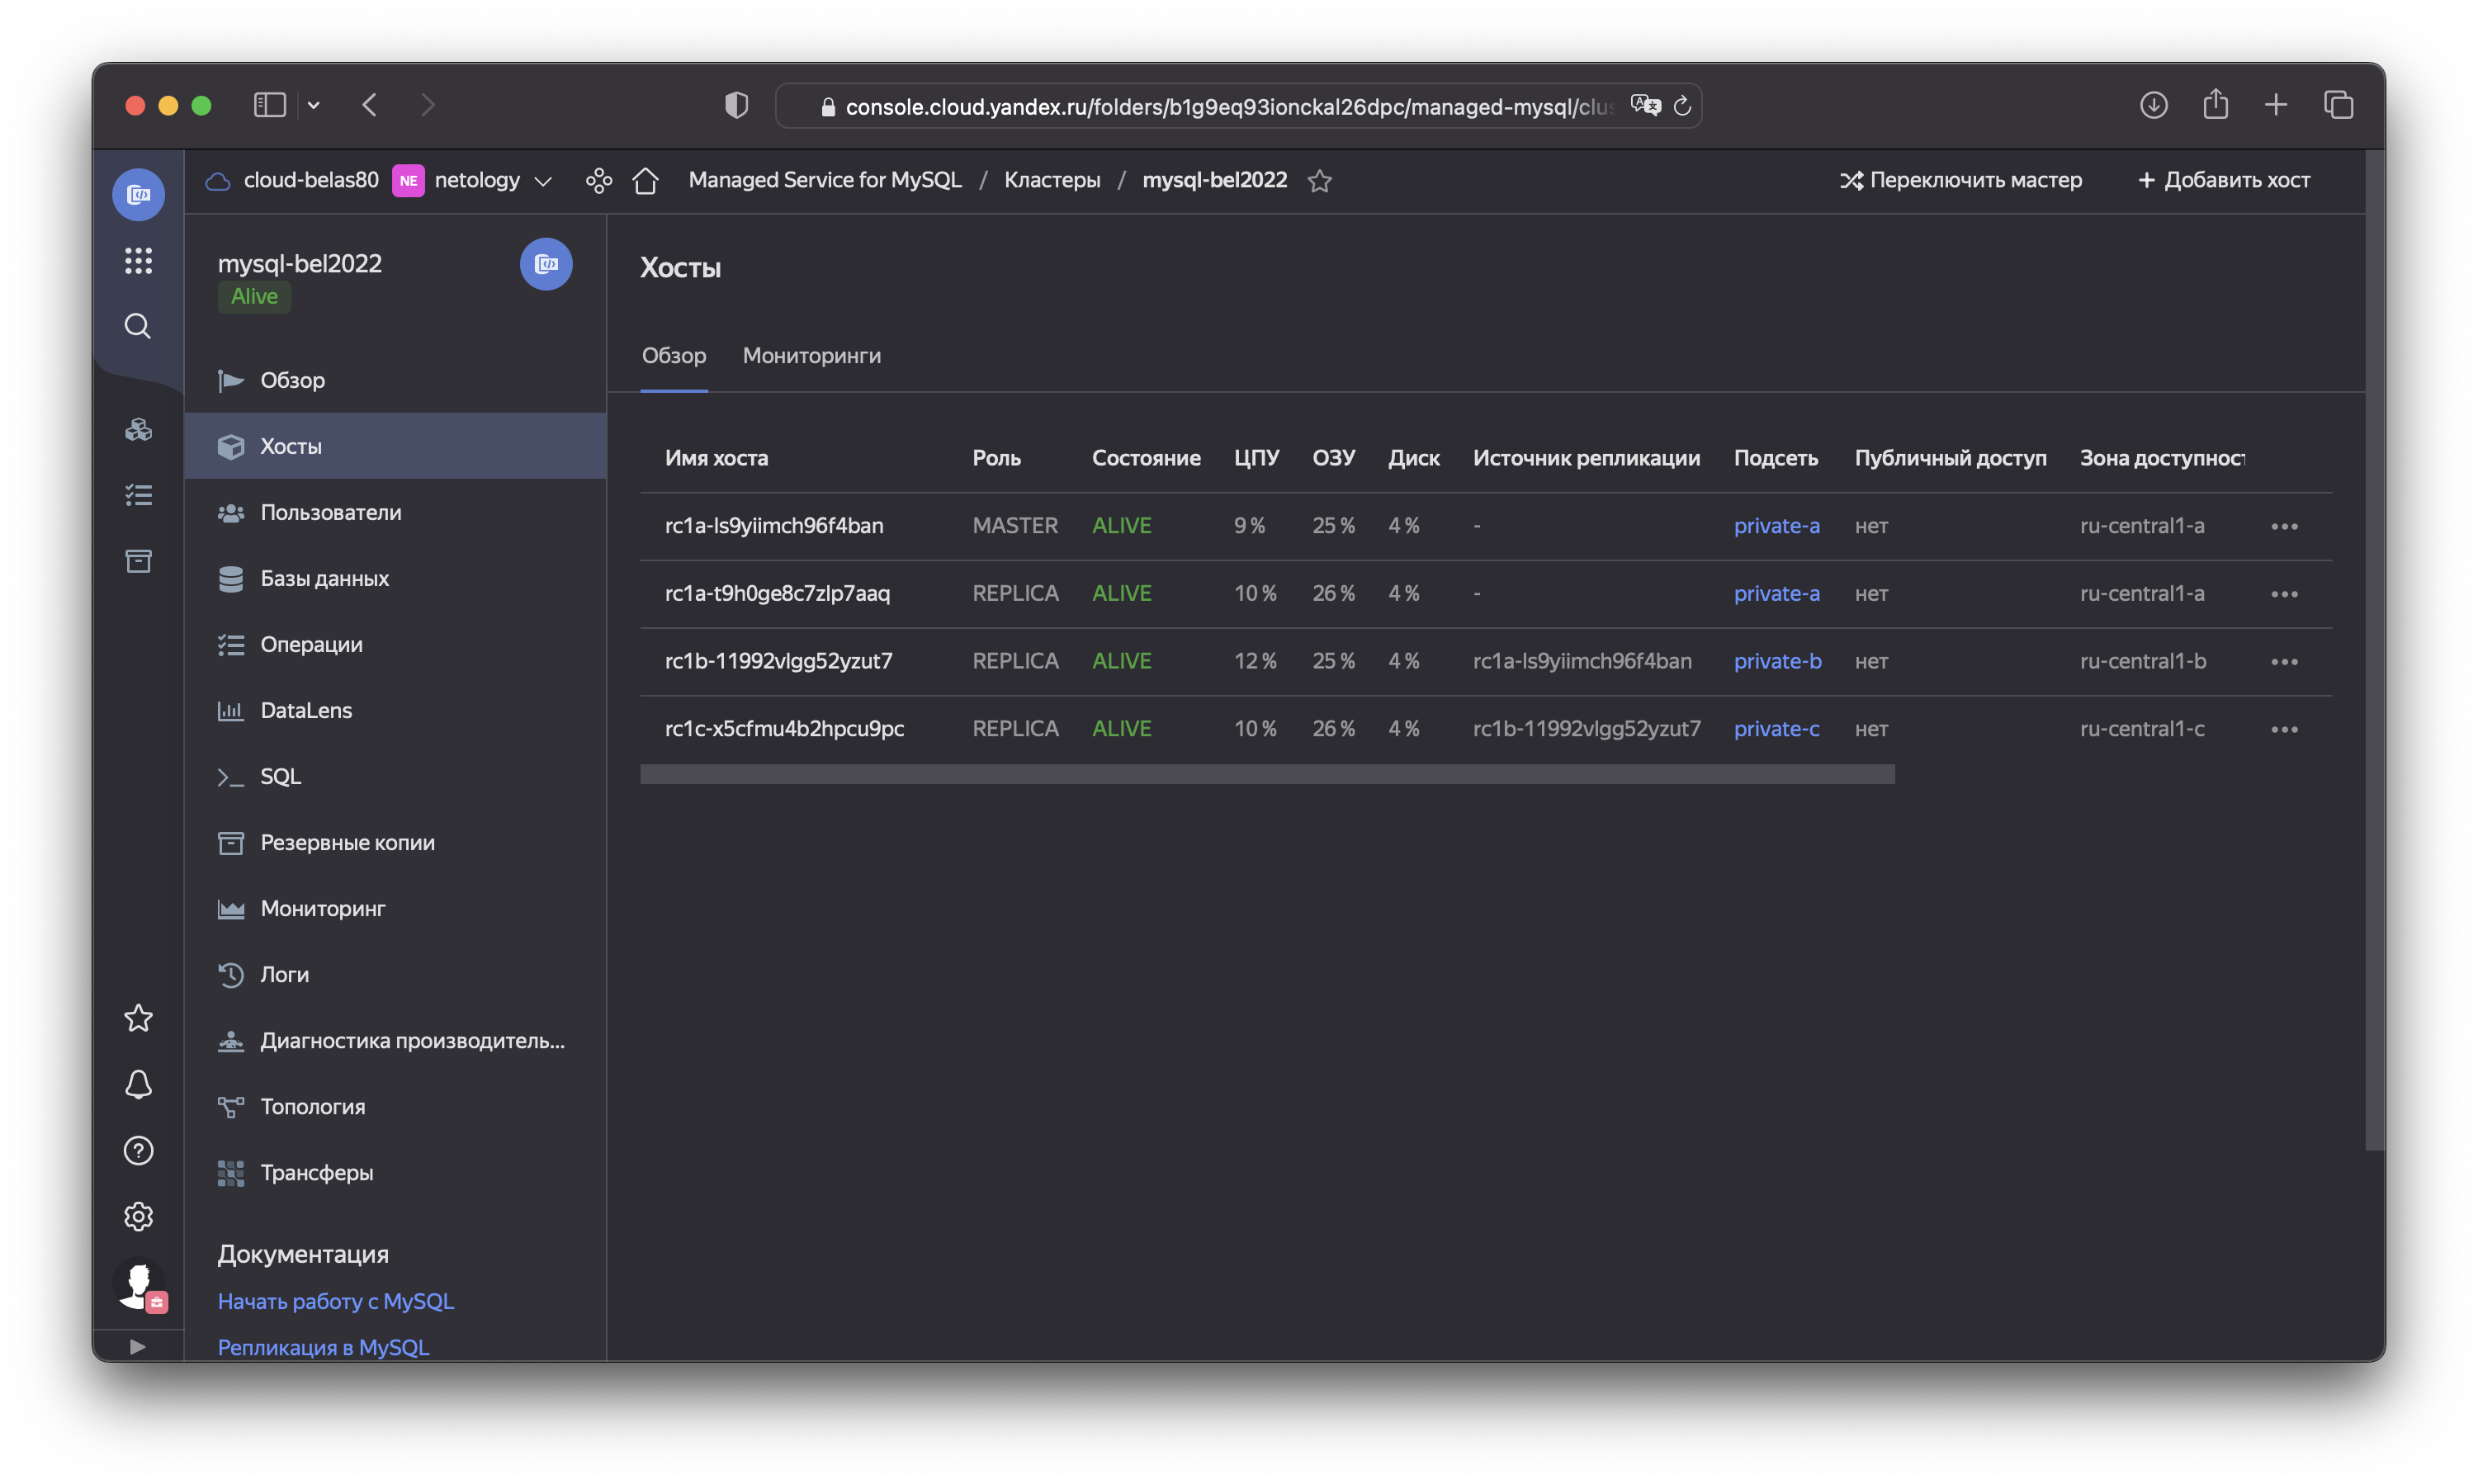 console.cloud.yandex.ru/folders/b1g9eq93ionckal26dpc/managed-mysql/clus
cloud-belas80 NE netology Managed Service for MySQL / Кластеры / mysql-bel2022 Переключить мастер + Добавить хост
mysql-bel2022
Alive
Обзор
Хосты
Пользователи
Базы данных
Операции
DataLens
SQL
Резервные копии
Мониторинг
Логи
Диагностика производитель...
Топология
Трансферы
Документация
Начать работу с MySQL
Репликация в MySQL
Хосты
Обзор Мониторинги
Имя хоста Роль Состояние ЦПУ ОЗУ Диск Источник репликации Подсеть Публичный доступ Зона доступност
rc1a-ls9yiimch96f4ban MASTER ALIVE 9 % 25 % 4 % - private-a нет ru-central1-a
rc1a-t9h0ge8c7zlp7aaq REPLICA ALIVE 10 % 26 % 4 % - private-a нет ru-central1-a
rc1b-11992vlgg52yzut7 REPLICA ALIVE 12 % 25 % 4 % rc1a-ls9yiimch96f4ban private-b нет ru-central1-b
rc1c-x5cfmu4b2hpcu9pc REPLICA ALIVE 10 % 26 % 4 % rc1b-11992vlgg52yzut7 private-c нет ru-central1-c